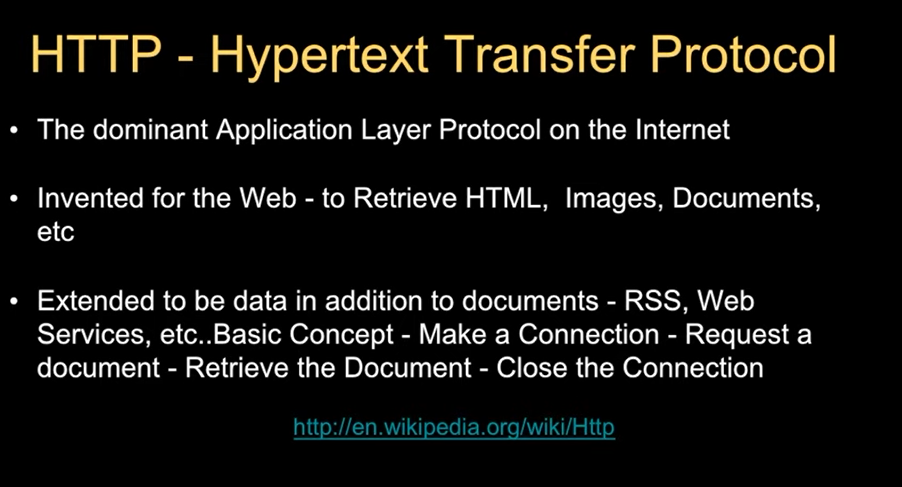 HTTP - Hypertext Transfer Protocol
• The dominant Application Layer Protocol on the Internet
• Invented for the Web - to Retrieve HTML,  Images, Documents,
etc
• Extended to be data in addition to documents - RSS, Web
Services, etc..Basic Concept - Make a Connection - Request a
document - Retrieve the Document - Close the Connection
http://en.wikipedia.org/wiki/Http